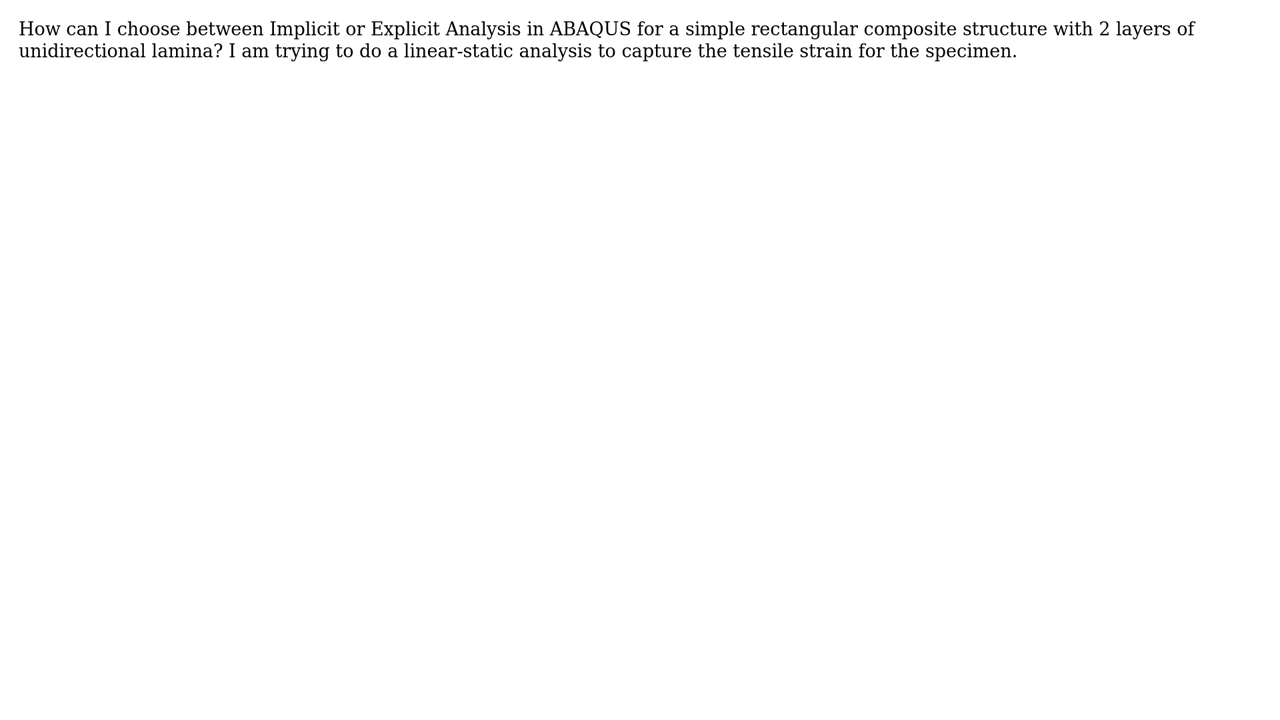 How can I choose between Implicit or Explicit Analysis in ABAQUS for a simple rectangular composite structure with 2 layers of
unidirectional lamina? I am trying to do a linear-static analysis to capture the tensile strain for the specimen.